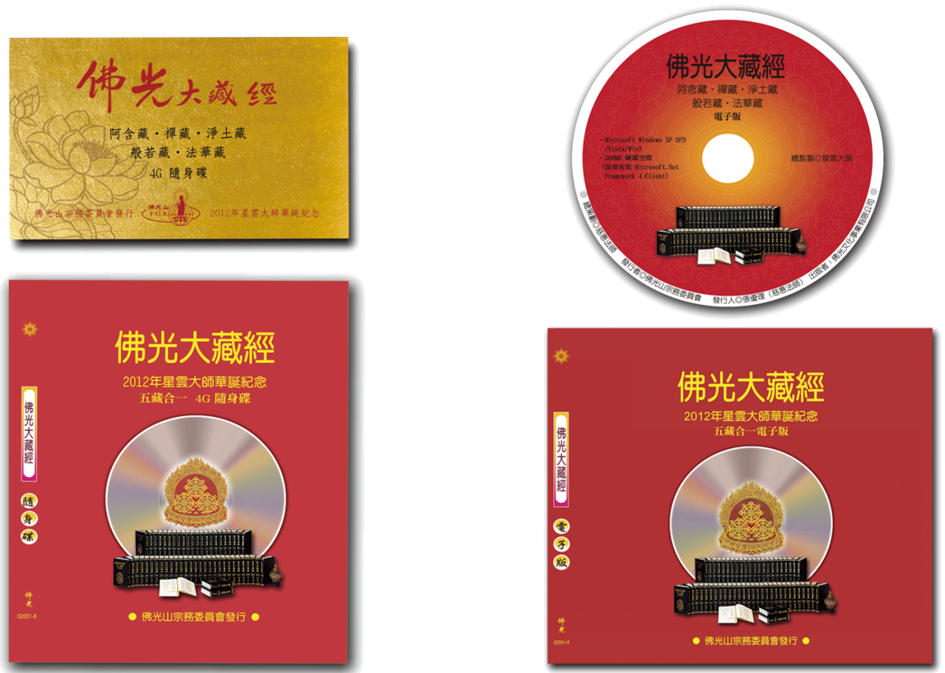 佛光大藏經
阿含藏・禪藏・淨土藏
般若藏・法華藏
4G 隨身碟
佛光山宗務委員會發行
佛光山
F.G.S.
2012年星雲大師華誕紀念
佛光大藏經
阿含藏・禪藏・淨土藏
般若藏・法華藏
電子版
・Microsoft Windows XP SP3
/Vista/Win7
・500MB 硬碟空間
(需要安裝 Microsoft.Net
Framework 4 Client)
總監製◎星雲大師
發行者◎佛光山宗務委員會
發行人◎張優理(慈惠法師)
出版者:佛光文化事業有限公司
佛光大藏經
2012年星雲大師華誕紀念
五藏合一 4G 隨身碟
佛光大藏經
隨身碟
佛光
02001-8
● 佛光山宗務委員會發行 ●
佛光大藏經
2012年星雲大師華誕紀念
五藏合一電子版
佛光大藏經
電子版
佛光
● 佛光山宗務委員會發行 ●